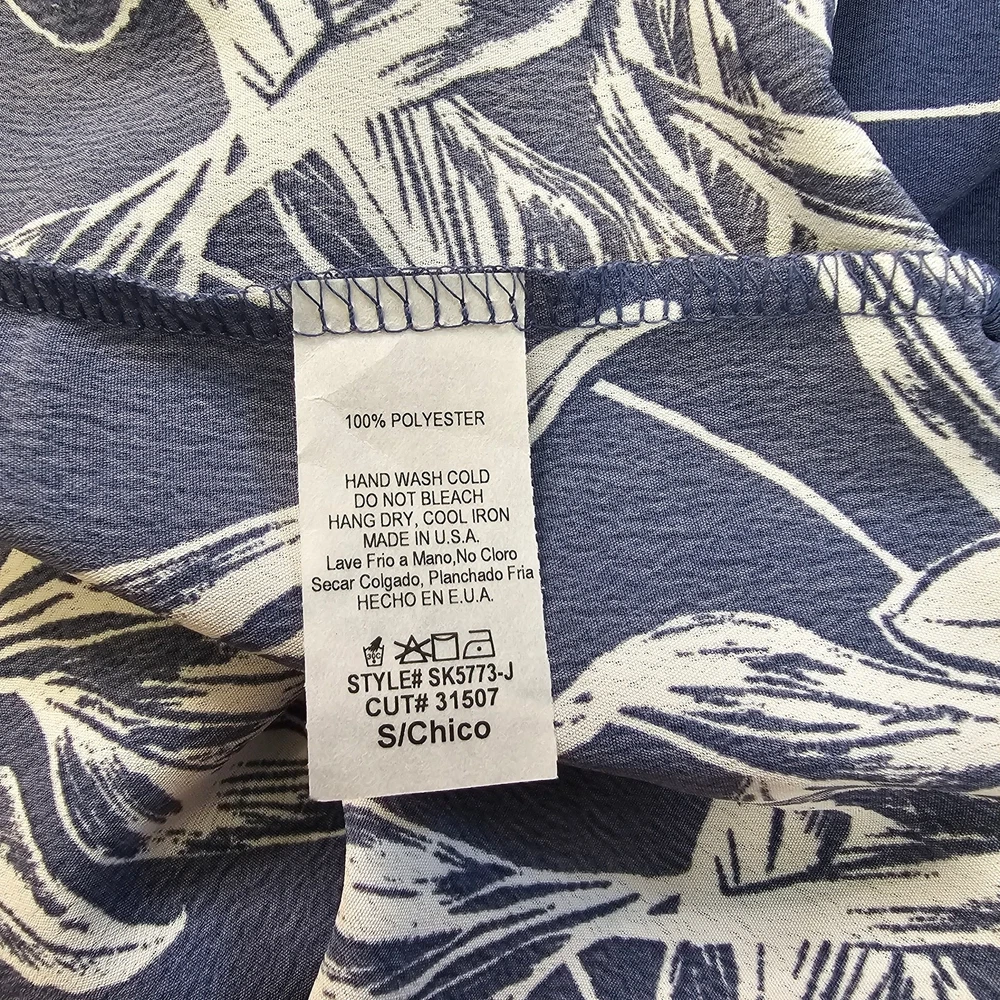 100% POLYESTER
HAND WASH COLD
DO NOT BLEACH
HANG DRY, COOL IRON
MADE IN U.S.A.
Lave Frio a Mano,No Cloro
Secar Colgado, Planchado Fria
HECHO EN E.U.A.
30C
STYLE# SK5773-J
CUT# 31507
S/Chico